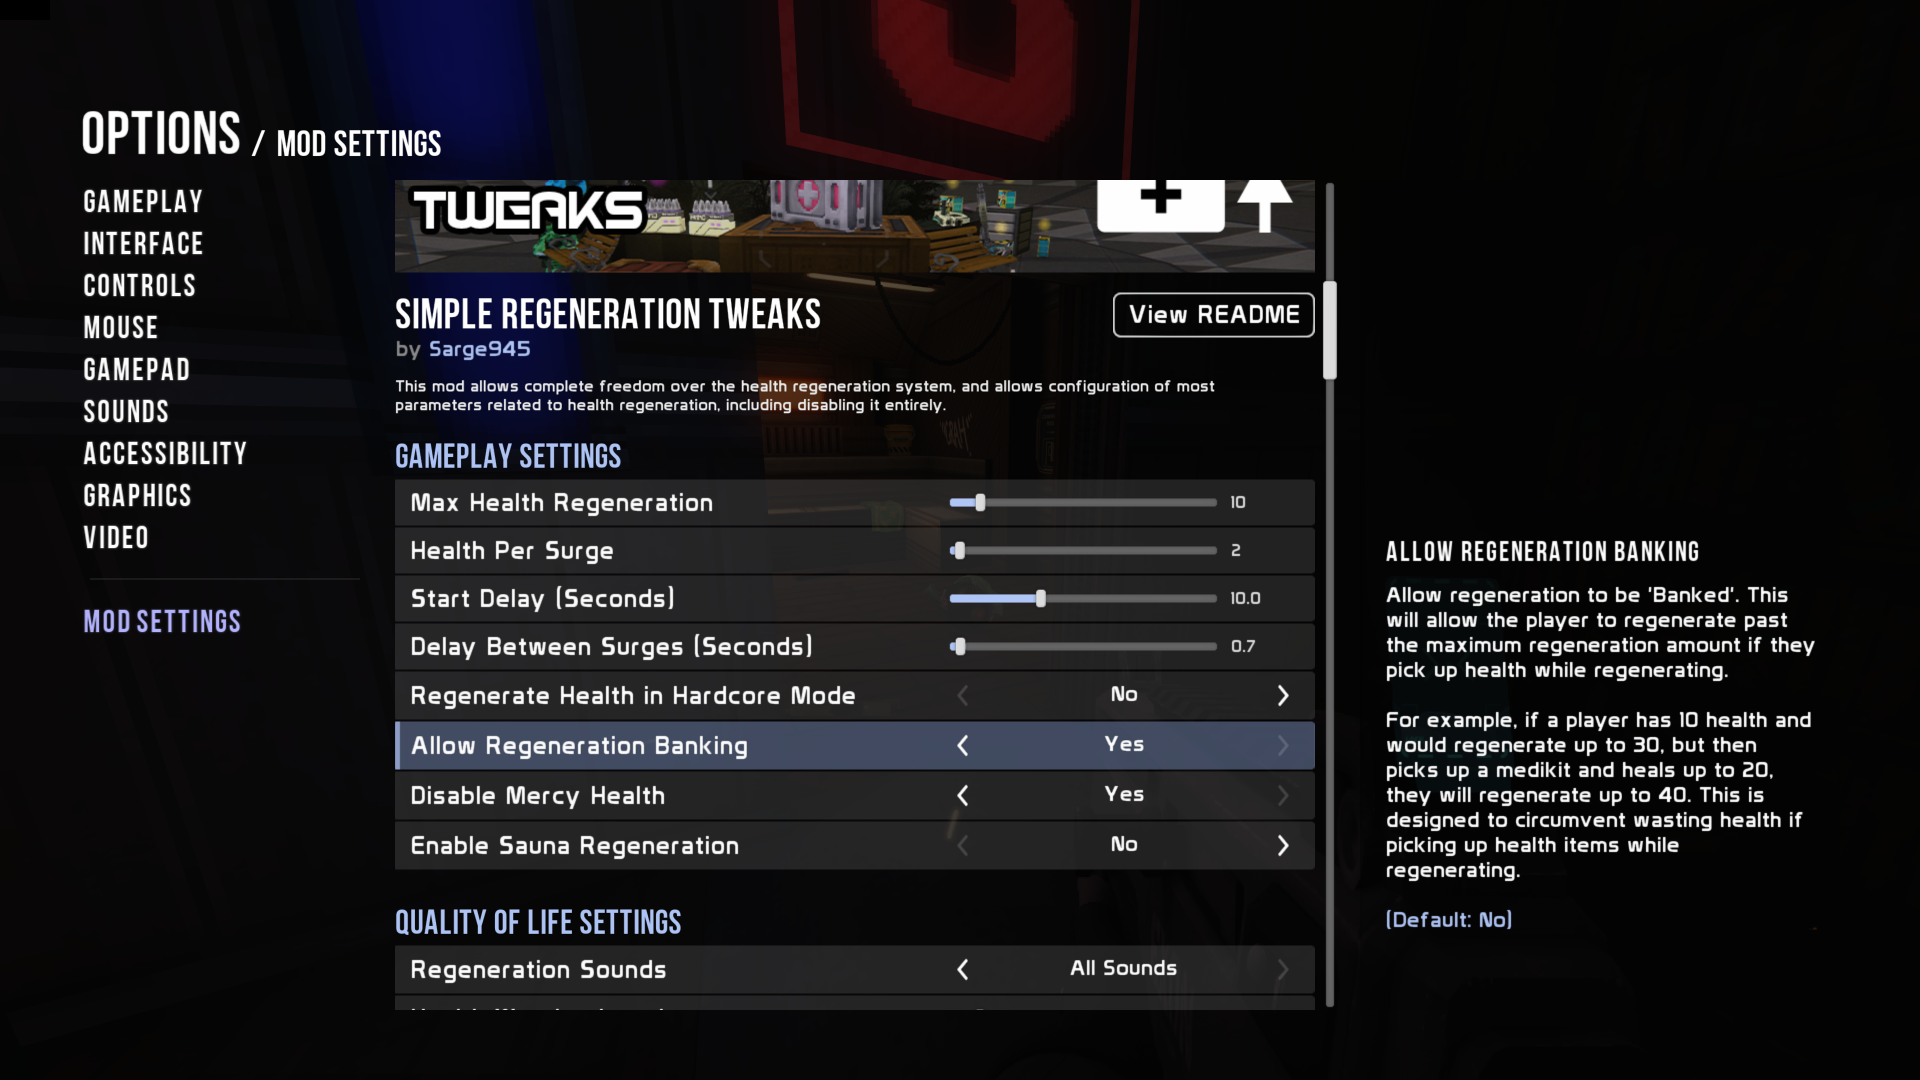 OPTIONS / MOD SETTINGS
GAMEPLAY
INTERFACE
CONTROLS
MOUSE
GAMEPAD
SOUNDS
ACCESSIBILITY
GRAPHICS
VIDEO
MOD SETTINGS
TWEAKS
SIMPLE REGENERATION TWEAKS
View README
by Sarge945
This mod allows complete freedom over the health regeneration system, and allows configuration of most
parameters related to health regeneration, including disabling it entirely.
GAMEPLAY SETTINGS
Max Health Regeneration 10
Health Per Surge 2
Start Delay (Seconds) 10.0
Delay Between Surges (Seconds) 0.7
Regenerate Health in Hardcore Mode No
Allow Regeneration Banking Yes
Disable Mercy Health Yes
Enable Sauna Regeneration No
QUALITY OF LIFE SETTINGS
Regeneration Sounds All Sounds
ALLOW REGENERATION BANKING
Allow regeneration to be 'Banked'. This
will allow the player to regenerate past
the maximum regeneration amount if they
pick up health while regenerating.
For example, if a player has 10 health and
would regenerate up to 30, but then
picks up a medikit and heals up to 20,
they will regenerate up to 40. This is
designed to circumvent wasting health if
picking up health items while
regenerating.
(Default: No)